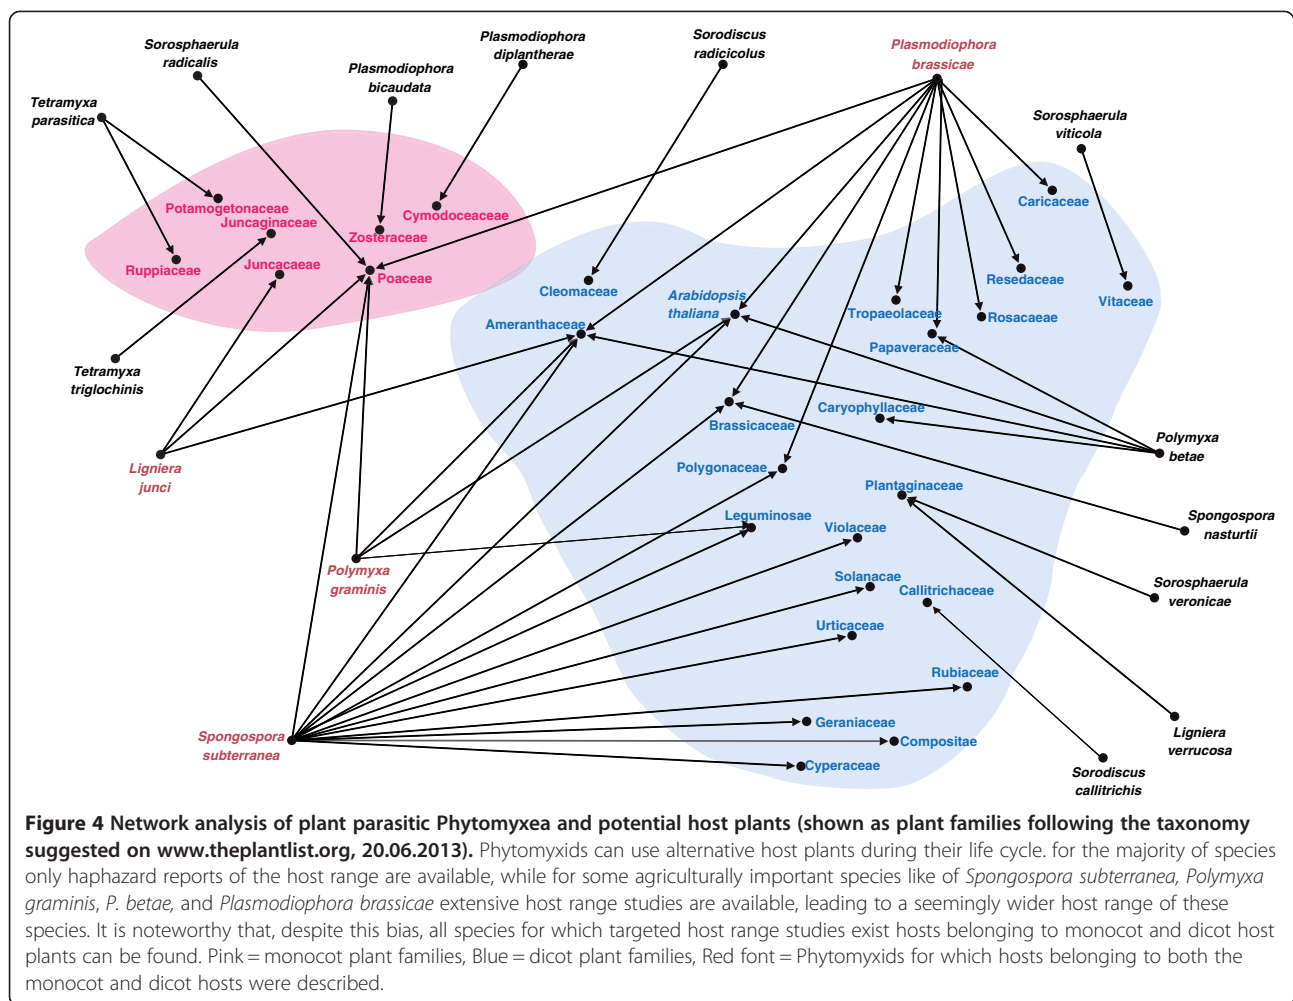 Sorosphaerula
radicalis
Plasmodiophora
diplantherae
Sorodiscus
radicicolus
Plasmodiophora
brassicae
Plasmodiophora
bicaudata
Tetramyxa
parasitica
Sorosphaerula
viticola
Potamogetonaceae
Juncaginaceae
Cymodoceaceae
Caricaceae
Zosteraceae
Ruppiaceae
Juncacaeae
Poaceae
Cleomaceae
Arabidopsis
thaliana
Resedaceae
Vitaceae
Ameranthaceae
Tropaeolaceae
Rosacaeae
Papaveraceae
Tetramyxa
triglochinis
Caryophyllaceae
Brassicaceae
Polymyxa
betae
Ligniera
junci
Polygonaceae
Plantaginaceae
Leguminosae
Violaceae
Spongospora
nasturtii
Polymyxa
graminis
Solanacae
Callitrichaceae
Sorosphaerula
veronicae
Urticaceae
Rubiaceae
Spongospora
subterranea
Geraniaceae
Compositae
Cyperaceae
Ligniera
verrucosa
Sorodiscus
callitrichis
Figure 4 Network analysis of plant parasitic Phytomyxea and potential host plants (shown as plant families following the taxonomy
suggested on www.theplantlist.org, 20.06.2013). Phytomyxids can use alternative host plants during their life cycle. for the majority of species
only haphazard reports of the host range are available, while for some agriculturally important species like of Spongospora subterranea, Polymyxa
graminis, P. betae, and Plasmodiophora brassicae extensive host range studies are available, leading to a seemingly wider host range of these
species. It is noteworthy that, despite this bias, all species for which targeted host range studies exist hosts belonging to monocot and dicot host
plants can be found. Pink = monocot plant families, Blue = dicot plant families, Red font = Phytomyxids for which hosts belonging to both the
monocot and dicot hosts were described.